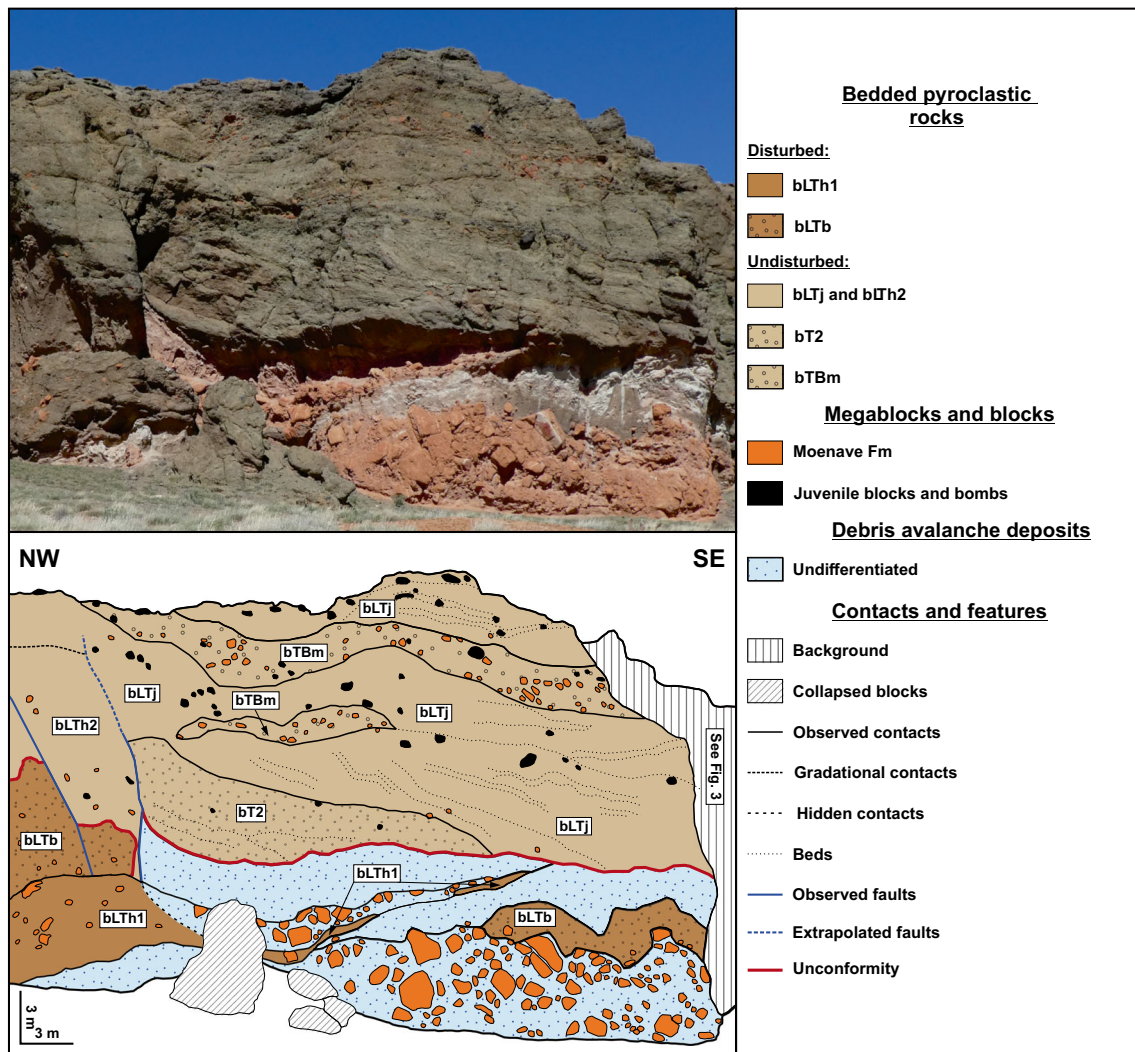 Bedded pyroclastic
rocks
Disturbed:
bLTh1
bLTb
Undisturbed:
bLTj and bLTh2
bT2
bTBm
Megablocks and blocks
Moenave Fm
Juvenile blocks and bombs
Debris avalanche deposits
Undifferentiated
Contacts and features
Background
Collapsed blocks
Observed contacts
Gradational contacts
Hidden contacts
Beds
Observed faults
Extrapolated faults
Unconformity
NW
SE
bLTj
bTBm
bLTj
bTBm
bLTj
bLTh2
See Fig. 3
bT2
bLTj
bLTb
bLTh1
bLTh1
bLTb
3 m
3 m